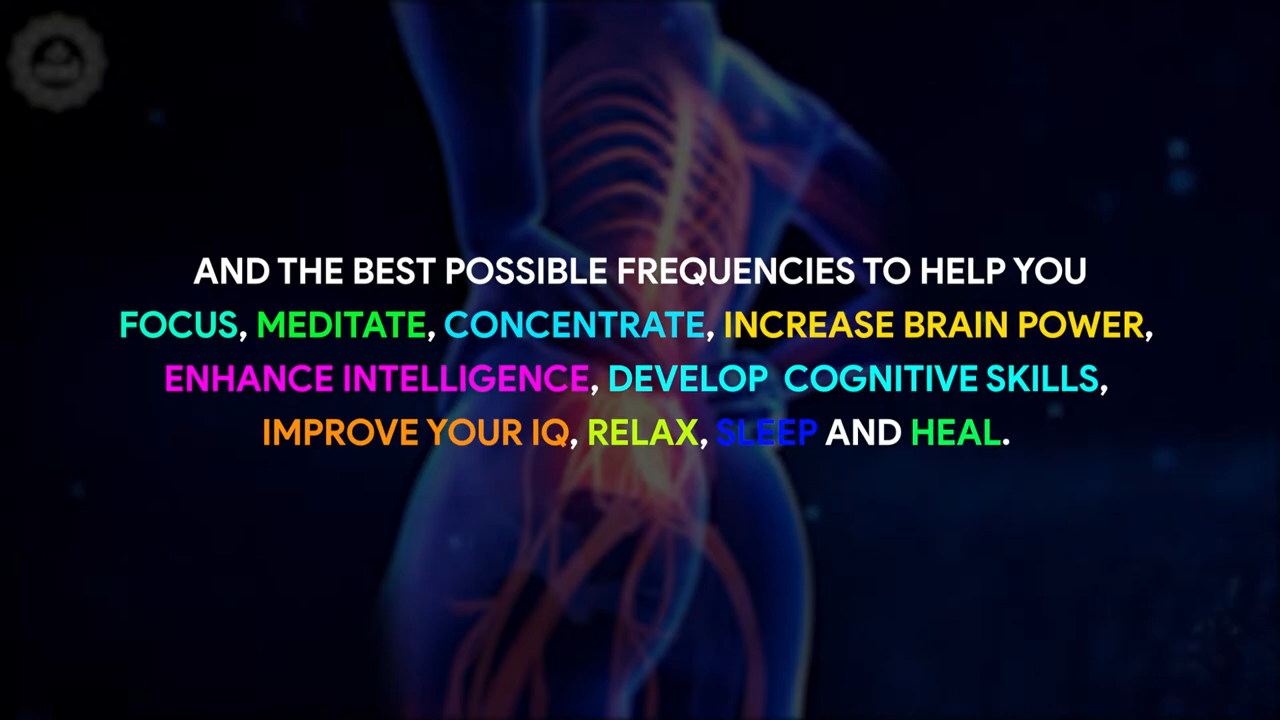 AND THE BEST POSSIBLE FREQUENCIES TO HELP YOU
FOCUS, MEDITATE, CONCENTRATE, INCREASE BRAIN POWER,
ENHANCE INTELLIGENCE, DEVELOP COGNITIVE SKILLS,
IMPROVE YOUR IQ, RELAX, SLEEP AND HEAL.